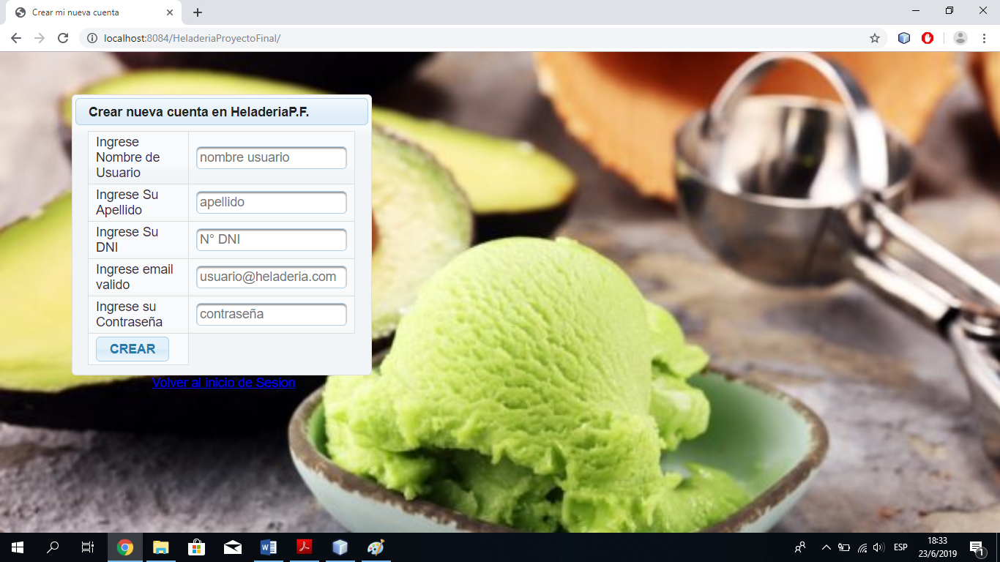 Crear mi nueva cuenta
localhost:8084/HeladeriaProyectoFinal/
Crear nueva cuenta en HeladeriaP.F.
Ingrese
Nombre de
Usuario
nombre usuario
Ingrese Su
Apellido
apellido
Ingrese Su
DNI
N° DNI
Ingrese email
valido
usuario@heladeria.com
Ingrese su
Contraseña
contraseña
CREAR
Volver al inicio de Sesion
ESP
18:33
23/6/2019
1